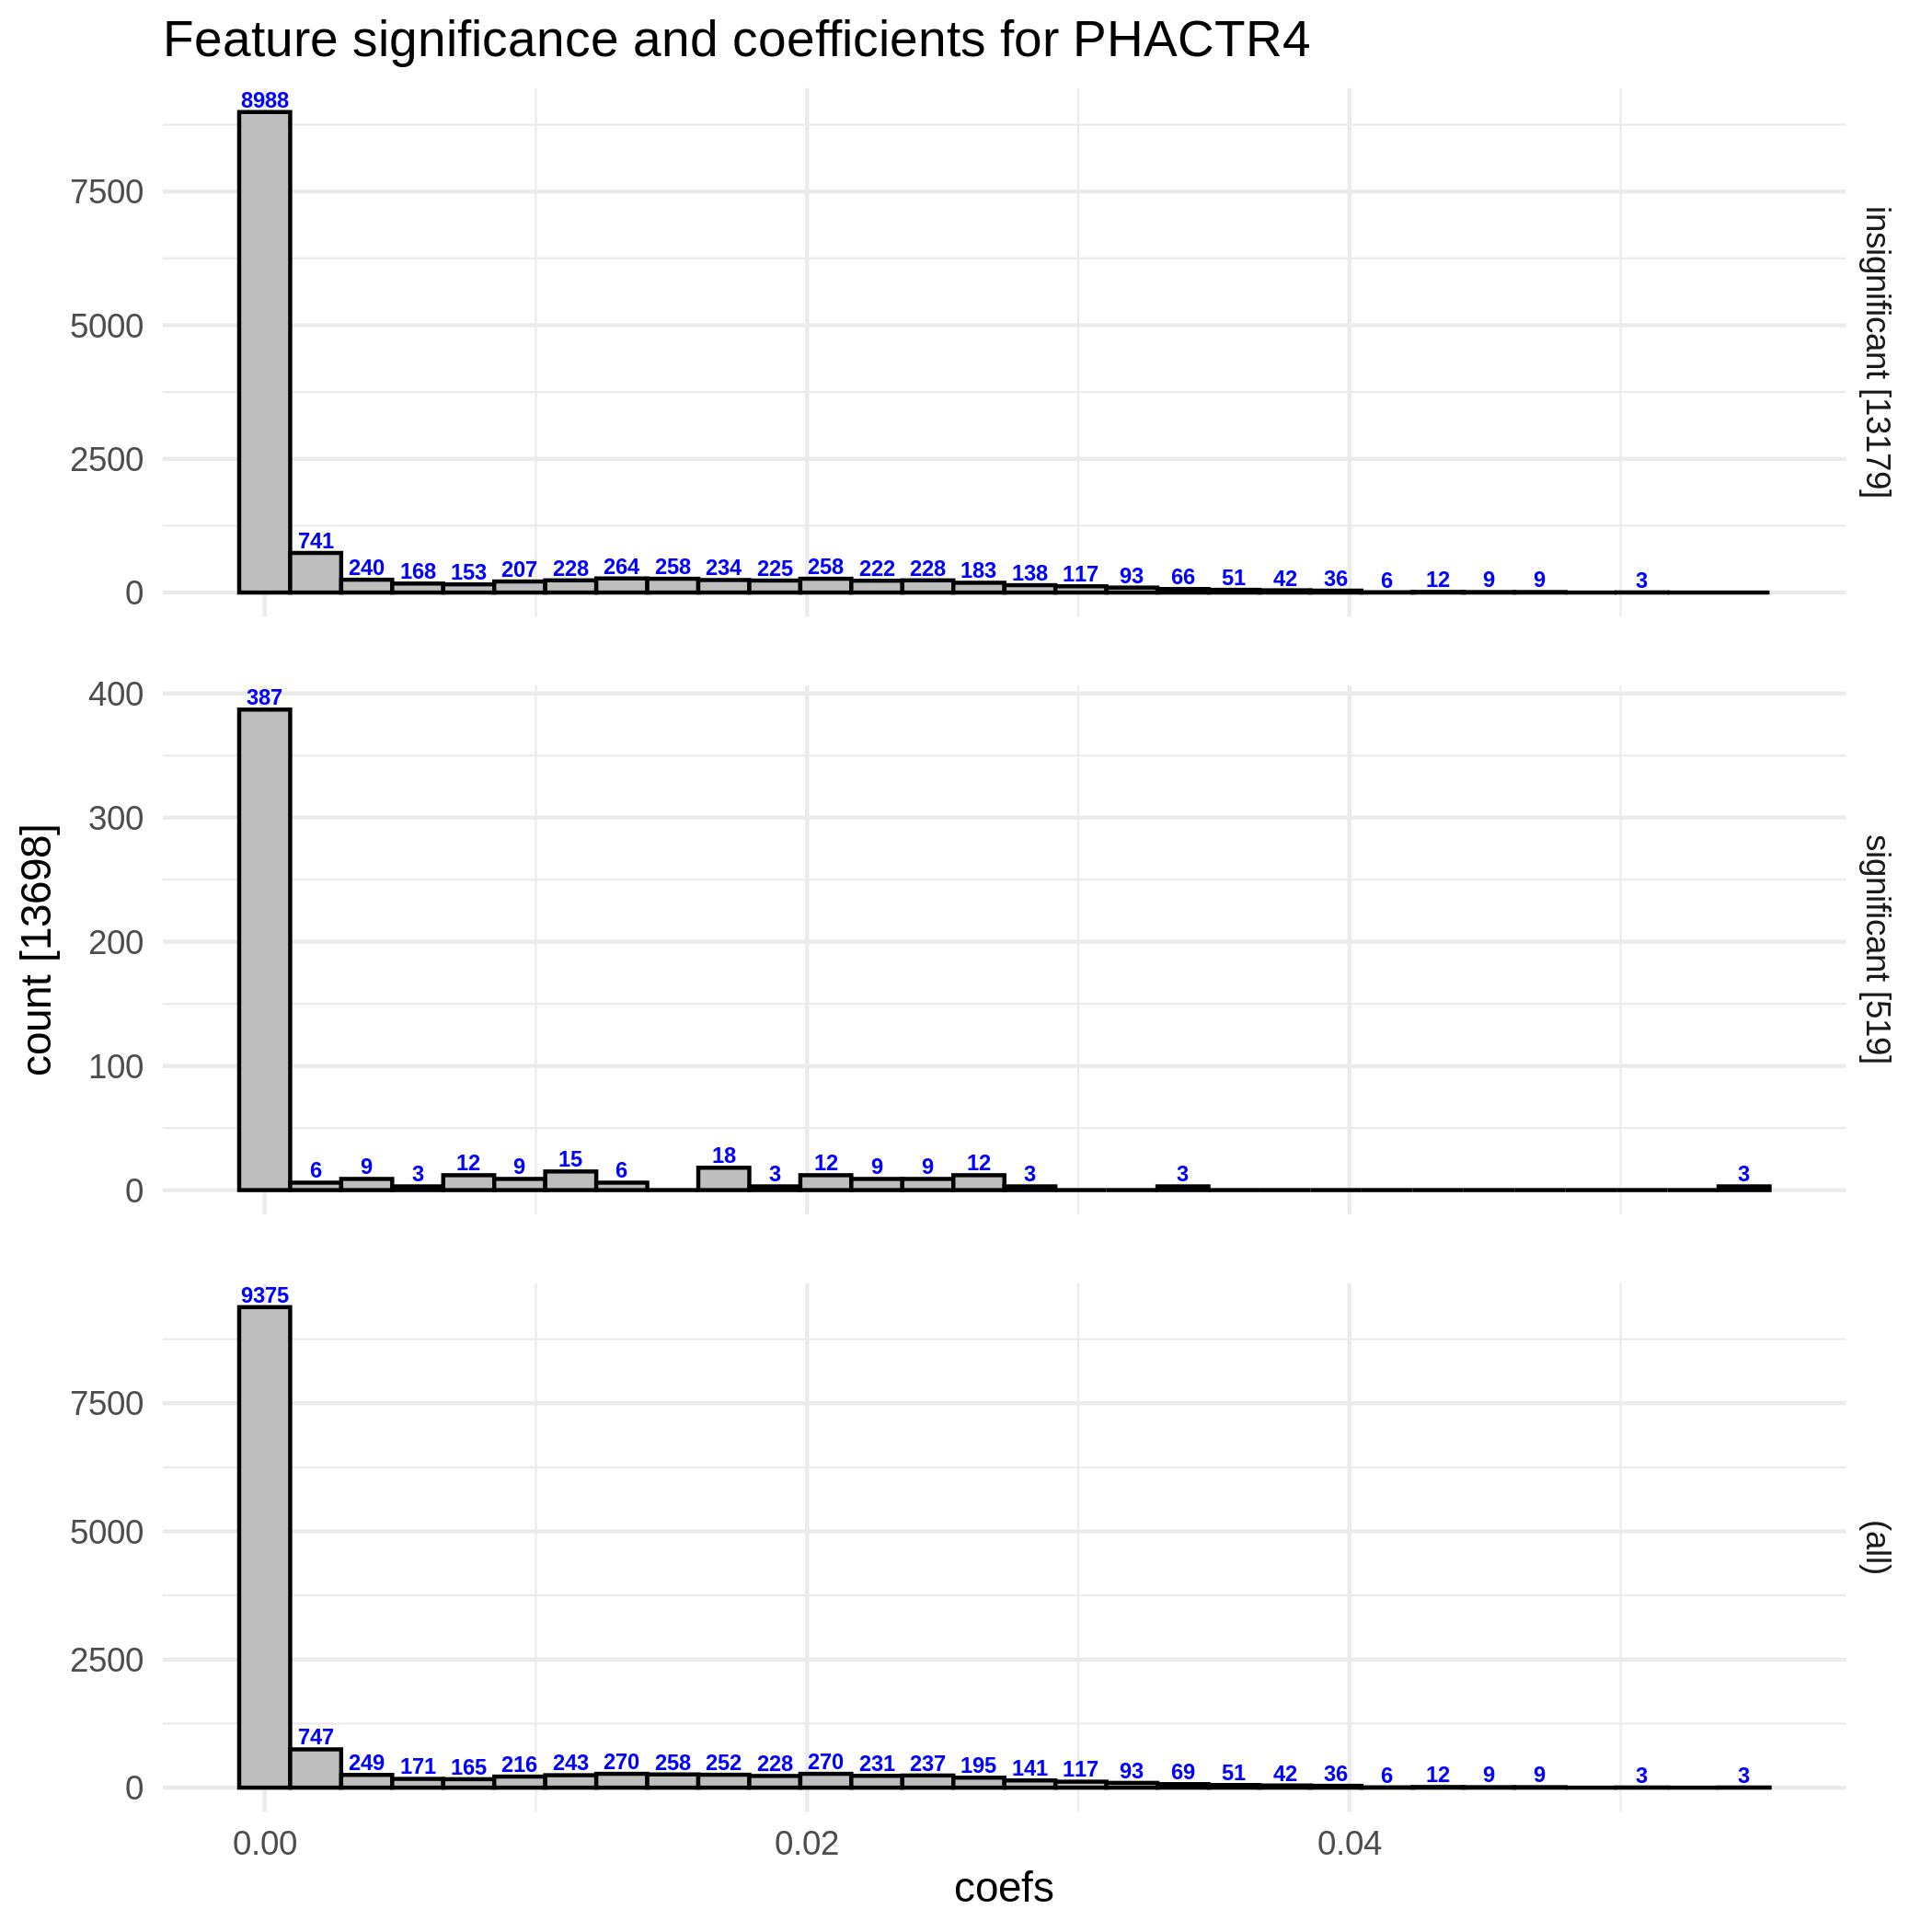 Feature significance and coefficients for PHACTR4
8988
7500
5000
2500
0
741 240 168 153 207 228 264 258 234 225 258 222 228 183 138 117 93 66 51 42 36 6 12 9 9 3
insignificant [13179]
400
300
200
100
0
387
6 9 3 12 9 15 6 18 3 12 9 9 12 3 3 3
significant [519]
count [13698]
9375
7500
5000
2500
0
747 249 171 165 216 243 270 258 252 228 270 231 237 195 141 117 93 69 51 42 36 6 12 9 9 3 3
(all)
0.00 0.02 0.04
coefs